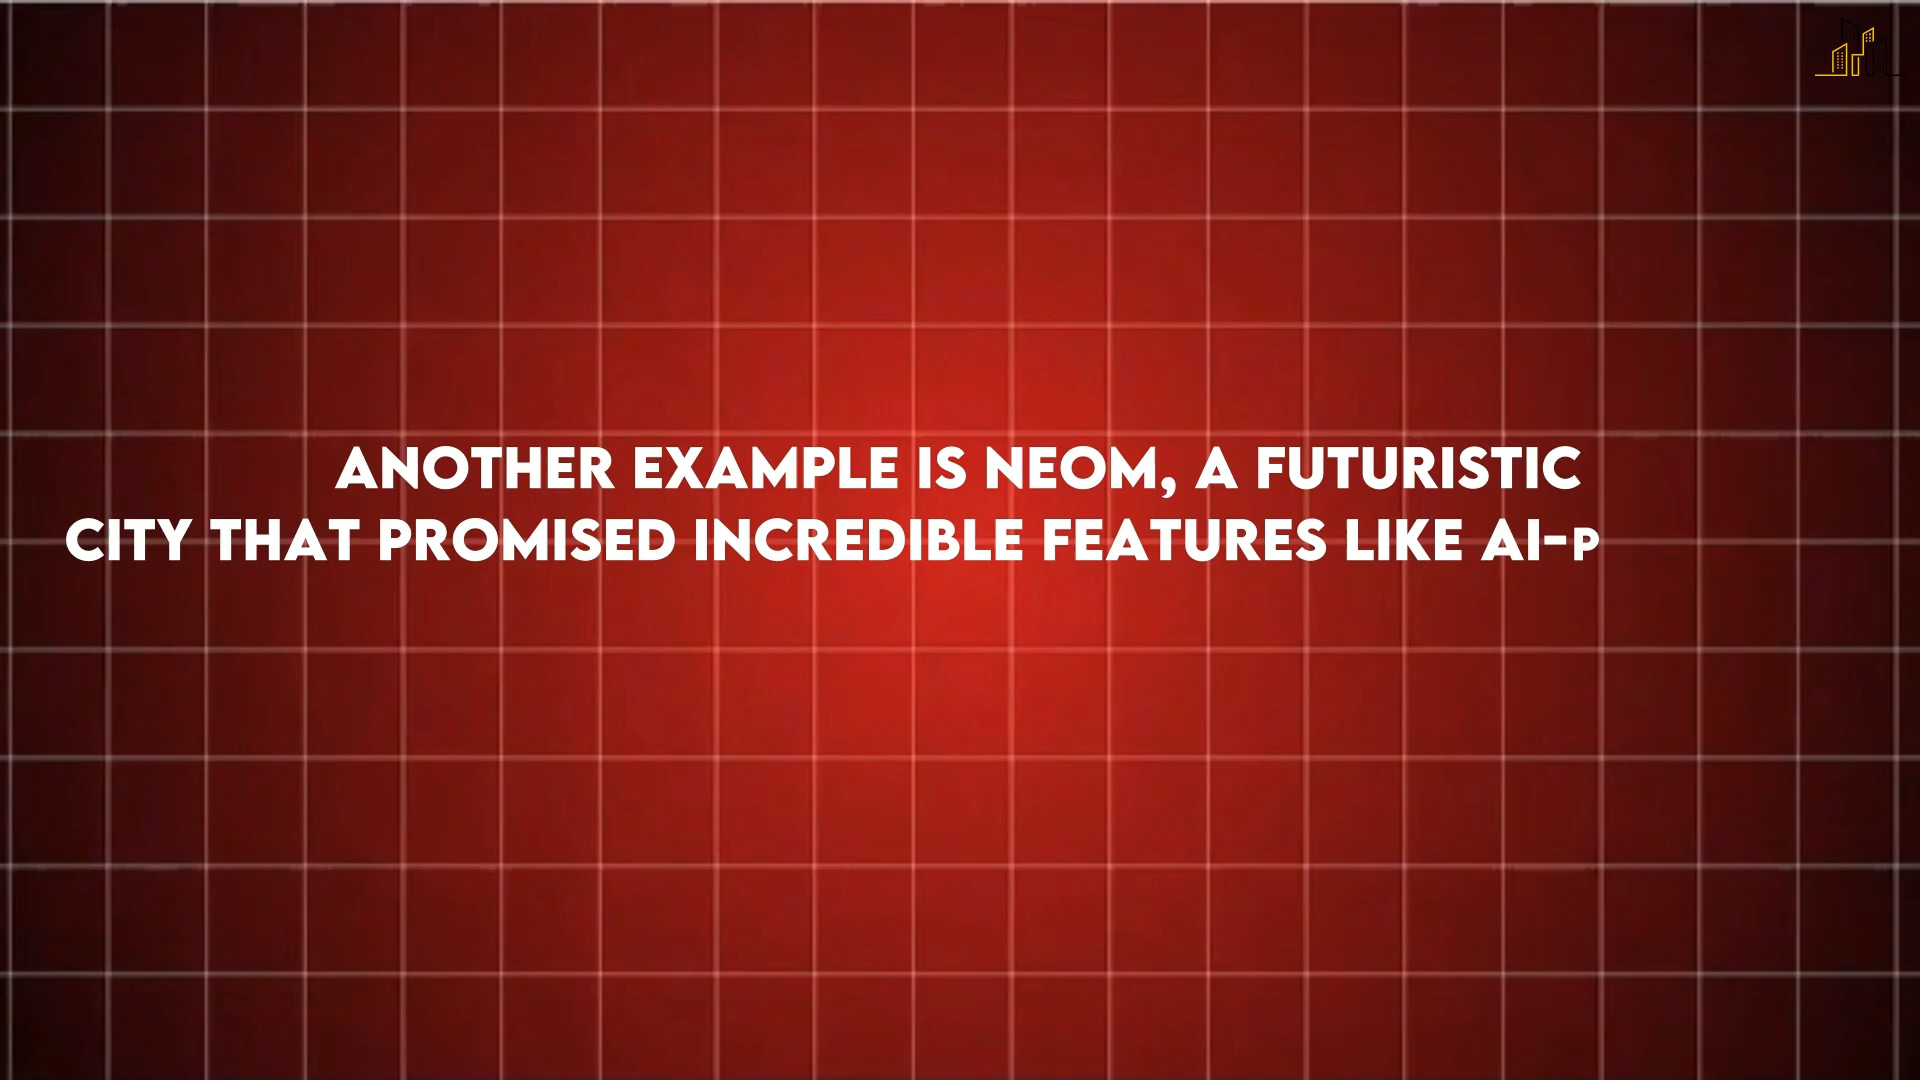 ANOTHER EXAMPLE IS NEOM, A FUTURISTIC
CITY THAT PROMISED INCREDIBLE FEATURES LIKE AI-P